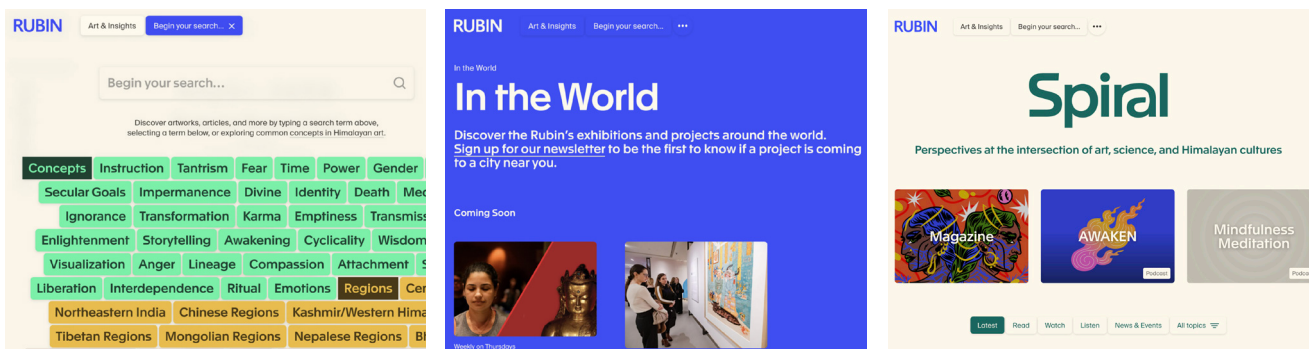 RUBIN
Art & Insights
Begin your search...
Begin your search...
Discover artworks, articles, and more by typing a search term above,
selecting a term below, or exploring common concepts in Himalayan art.
Concepts Instruction Tantrism Fear Time Power Gender
Secular Goals Impermanence Divine Identity Death
Ignorance Transformation Karma Emptiness
Enlightenment Storytelling Awakening Cyclicality Wisdom
Visualization Anger Lineage Compassion Attachment
Liberation Interdependence Ritual Emotions Regions
Northeastern India Chinese Regions Kashmir/Western
Tibetan Regions Mongolian Regions Nepalese Regions
RUBIN
Art & Insights
Begin your search...
In the World
In the World
Discover the Rubin's exhibitions and projects around the world.
Sign up for our newsletter to be the first to know if a project is coming
to a city near you.
Coming Soon
Weekly on Thursdays
RUBIN
Art & Insights
Begin your search...
Spiral
Perspectives at the intersection of art, science, and Himalayan cultures
Magazine
AWAKEN
Podcast
Mindfulness
Meditation
Latest
Read
Watch
Listen
News & Events
All topics